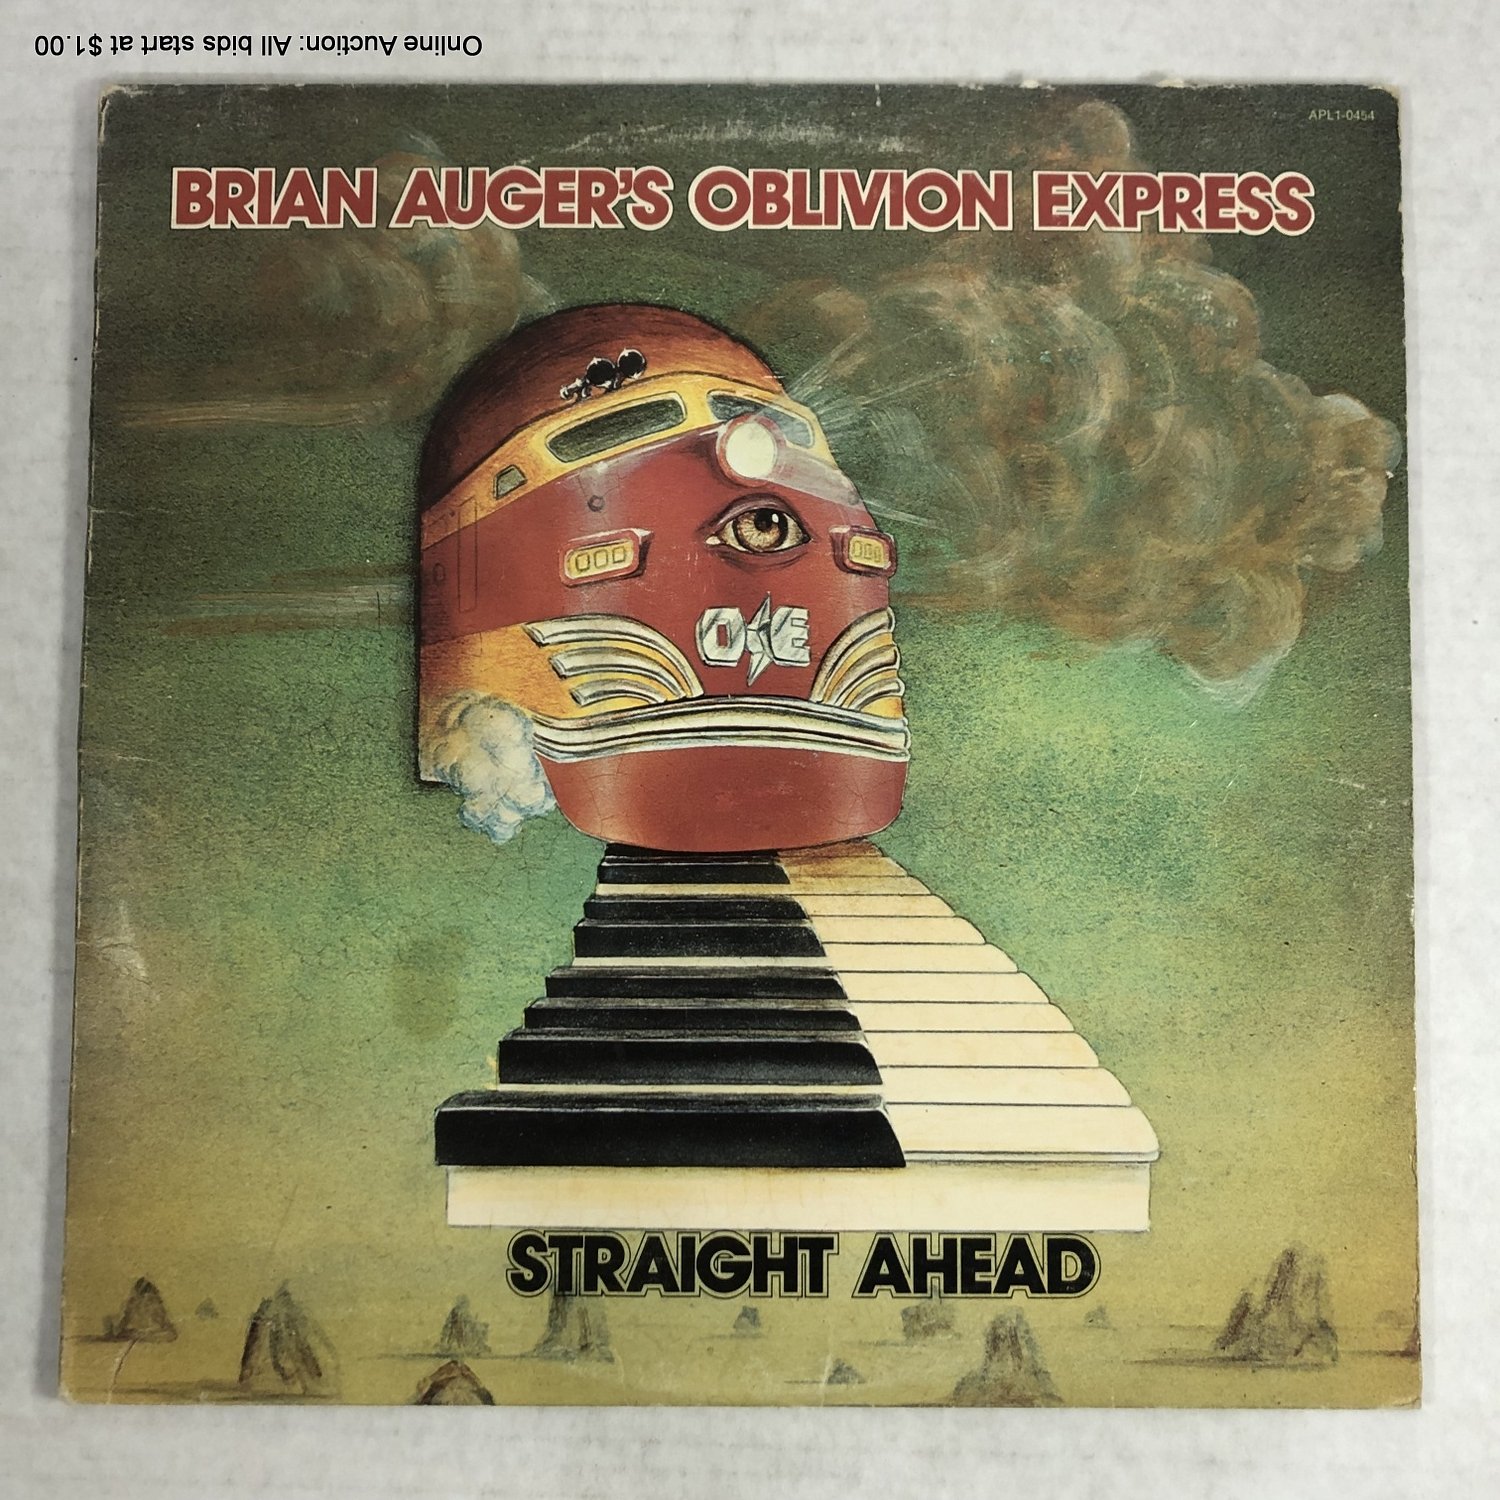 Online Auction: All bids start at $1.00
APL1-0454
BRIAN AUGER'S OBLIVION EXPRESS
OE
STRAIGHT AHEAD